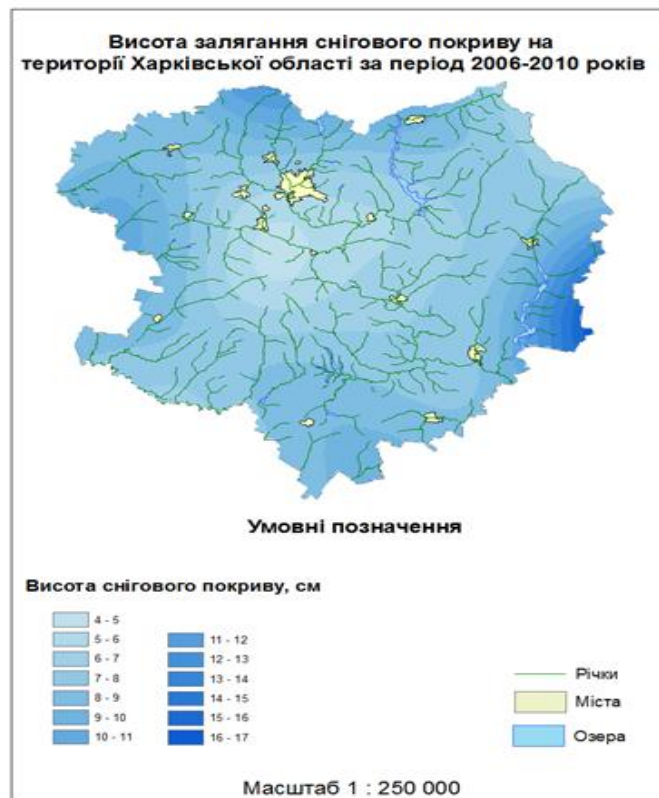 Висота залягання снігового покриву на
території Харківської області за період 2006-2010 років
Умовні позначення
Висота снігового покриву, см
4 - 5
5 - 6
6 - 7
7 - 8
8 - 9
9 - 10
10 - 11
11 - 12
12 - 13
13 - 14
14 - 15
15 - 16
16 - 17
Річки
Міста
Озера
Масштаб 1 : 250 000